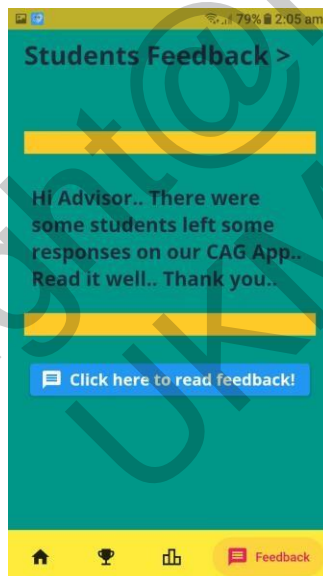 79% 2:05 am
Students Feedback >
Hi Advisor.. There were
some students left some
responses on our CAG App..
Read it well.. Thank you..
Click here to read feedback!
Feedback